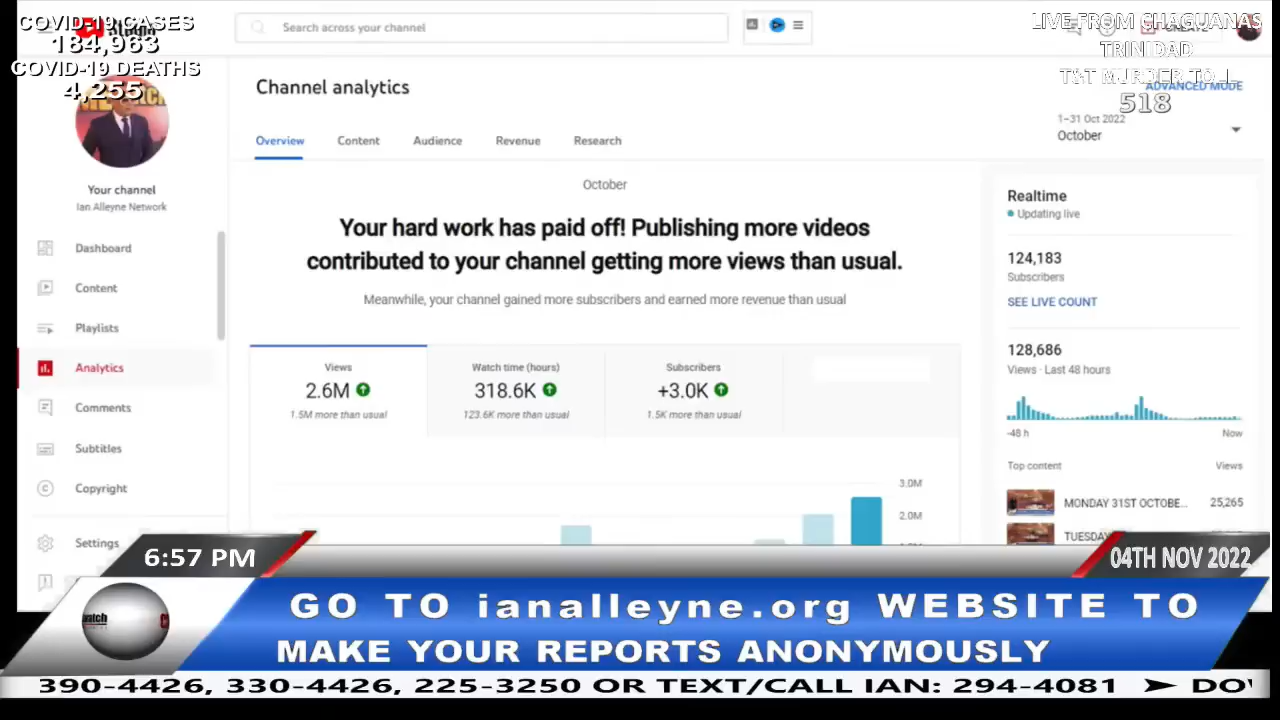 COVID-19 CASES
184,963
COVID-19 DEATHS
4,255
Search across your channel
LIVE FROM CHAGUANAS
TRINIDAD
T&T MURDER TOLL
518
ADVANCED MODE
Channel analytics
1–31 Oct 2022
October
Overview
Content
Audience
Revenue
Research
Your channel
Ian Alleyne Network
Dashboard
Content
Playlists
Analytics
Comments
Subtitles
Copyright
Settings
October
Your hard work has paid off! Publishing more videos
contributed to your channel getting more views than usual.
Meanwhile, your channel gained more subscribers and earned more revenue than usual
Views
2.6M
1.5M more than usual
Watch time (hours)
318.6K
123.6K more than usual
Subscribers
+3.0K
1.5K more than usual
3.0M
2.0M
Realtime
Updating live
124,183
Subscribers
SEE LIVE COUNT
128,686
Views · Last 48 hours
-48 h
Now
Top content
Views
MONDAY 31ST OCTOBE...
25,265
TUESDA
6:57 PM
04TH NOV 2022
GO TO ianalleyne.org WEBSITE TO
MAKE YOUR REPORTS ANONYMOUSLY
390-4426, 330-4426, 225-3250 OR TEXT/CALL IAN: 294-4081 ➢ DOW